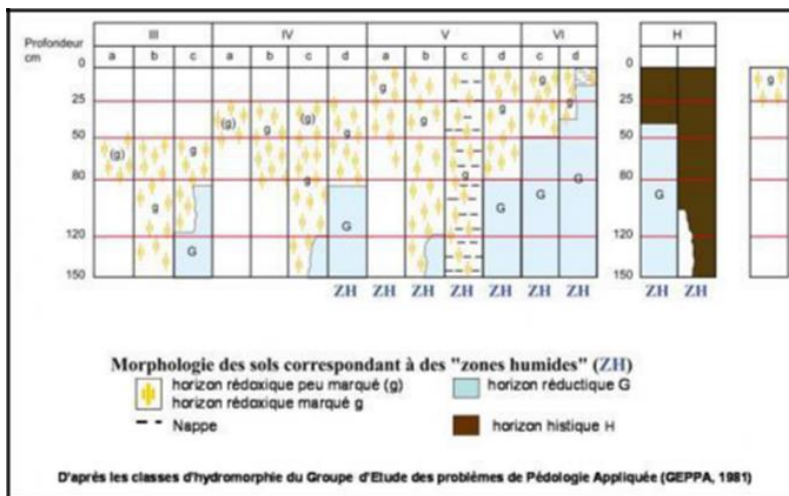 III IV V VI H
Profondeur cm
a b c a b c d a b c d c d
0 0
25 25
50 50
80 80
120 120
150 150
(g) g g (g) g (g) g g g g g g g g
g g
G G G G G G
ZH ZH ZH ZH ZH ZH ZH ZH ZH
Morphologie des sols correspondant à des "zones humides" (ZH)
horizon rédoxique peu marqué (g) horizon réductique G
horizon rédoxique marqué g
Nappe horizon histique H
D'après les classes d'hydromorphie du Groupe d'Etude des problèmes de Pédologie Appliquée (GEPPA, 1981)